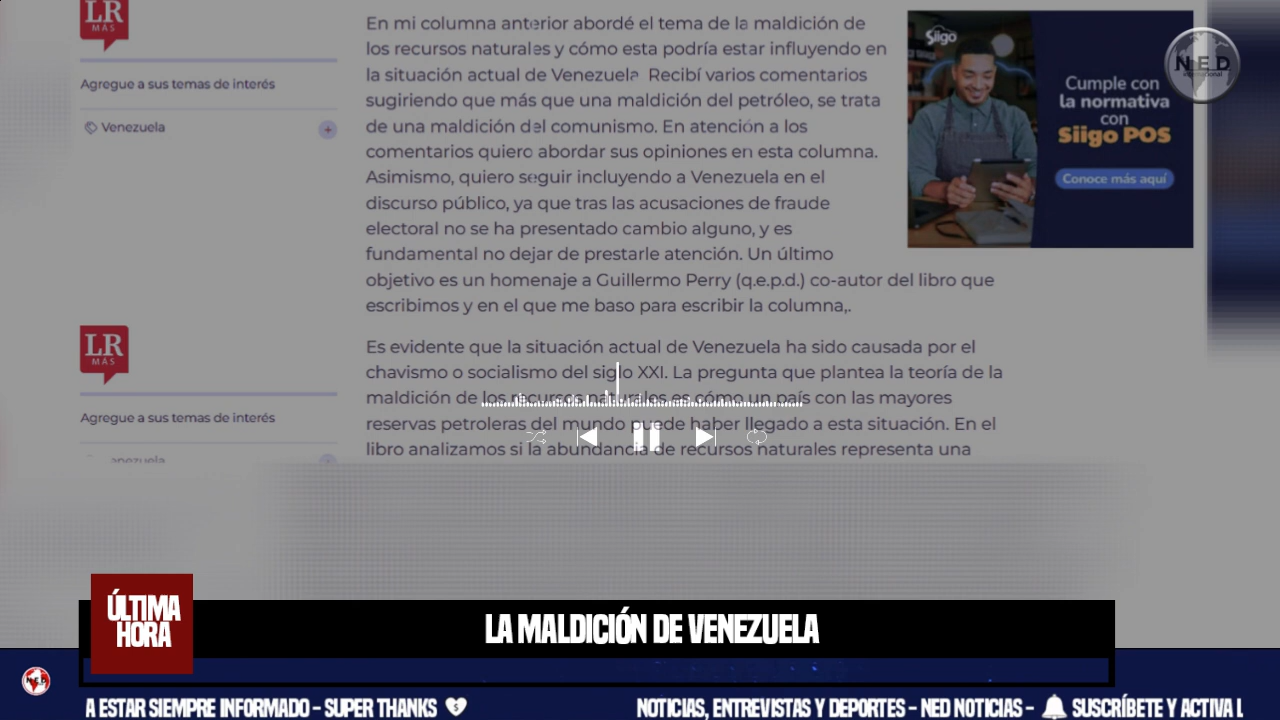 LR
MÁS
Agregue a sus temas de interés
Venezuela
En mi columna anterior abordé el tema de la maldición de
los recursos naturales y cómo esta podría estar influyendo en
la situación actual de Venezuela. Recibí varios comentarios
sugiriendo que más que una maldición del petróleo, se trata
de una maldición del comunismo. En atención a los
comentarios quiero abordar sus opiniones en esta columna.
Asimismo, quiero seguir incluyendo a Venezuela en el
discurso público, ya que tras las acusaciones de fraude
electoral no se ha presentado cambio alguno, y es
fundamental no dejar de prestarle atención. Un último
objetivo es un homenaje a Guillermo Perry (q.e.p.d.) co-autor del libro que
escribimos y en el que me baso para escribir la columna,.
Siigo
Cumple con
la normativa
con
Siigo POS
Conoce más aquí
N.E.D
International
LR
MÁS
Agregue a sus temas de interés
Venezuela
Es evidente que la situación actual de Venezuela ha sido causada por el
chavismo o socialismo del siglo XXI. La pregunta que plantea la teoría de la
maldición de los recursos naturales es cómo un país con las mayores
reservas petroleras del mundo puede haber llegado a esta situación. En el
libro analizamos si la abundancia de recursos naturales representa una
ÚLTIMA
HORA
LA MALDICIÓN DE VENEZUELA
N.E.D
A ESTAR SIEMPRE INFORMADO - SUPER THANKS
NOTICIAS, ENTREVISTAS Y DEPORTES - NED NOTICIAS -
SUSCRÍBETE Y ACTIVA L